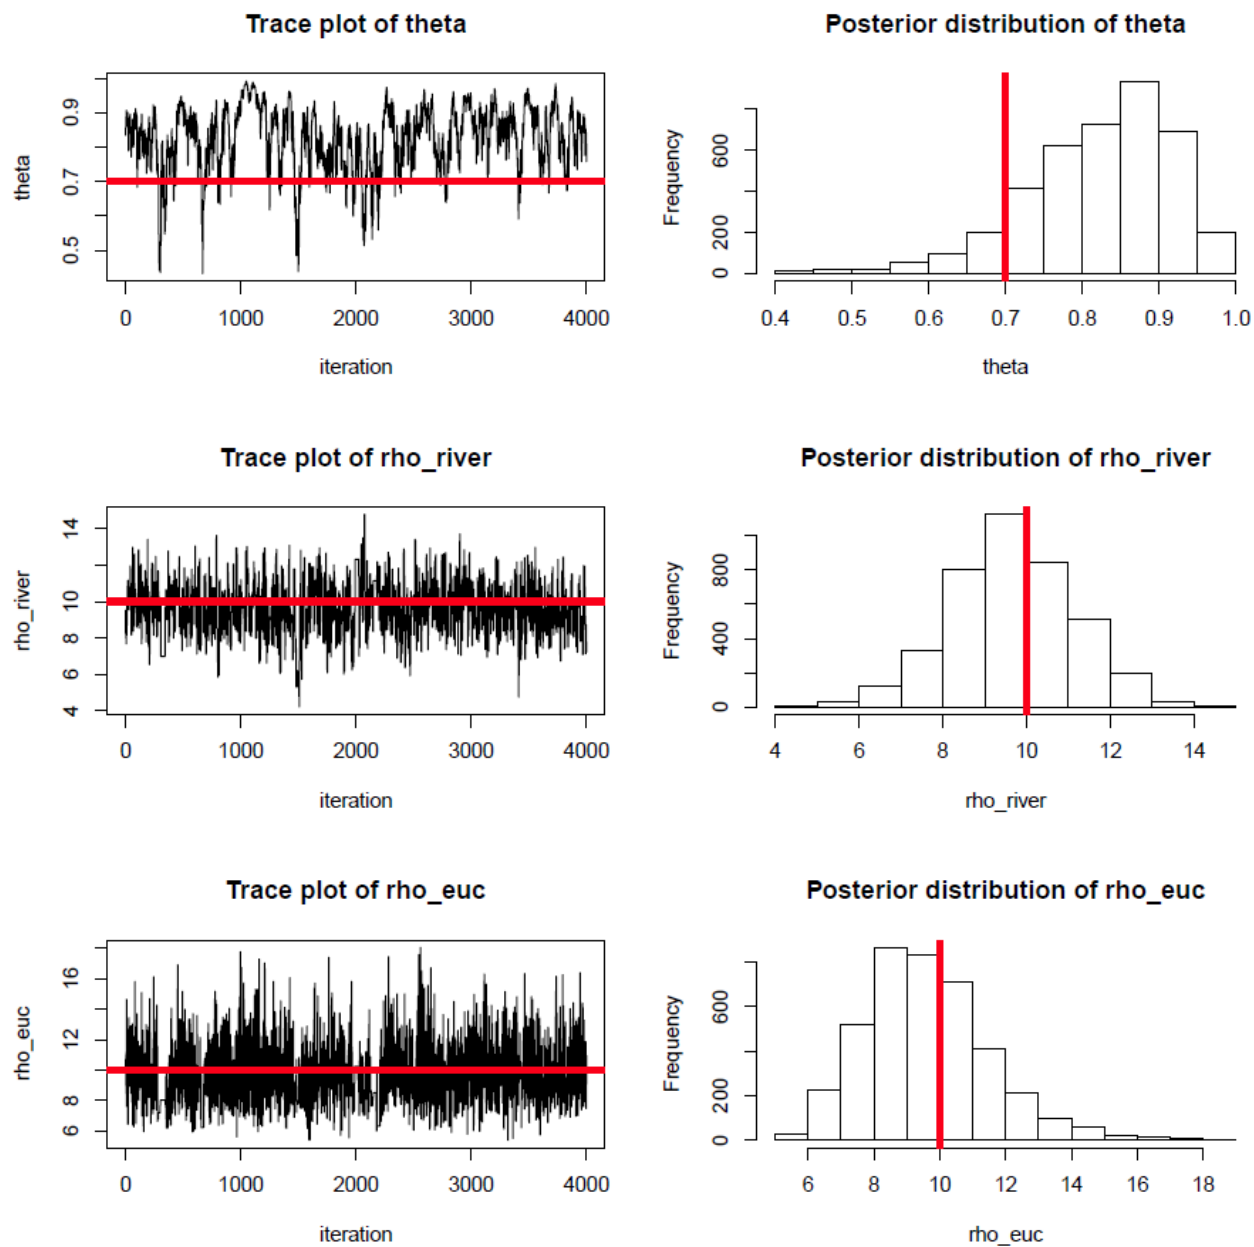 Trace plot of theta
Posterior distribution of theta
theta
0.5 0.7 0.9
0 1000 2000 3000 4000
iteration
Frequency
0 200 600
0.4 0.5 0.6 0.7 0.8 0.9 1.0
theta
Trace plot of rho_river
Posterior distribution of rho_river
rho_river
4 6 8 10 14
0 1000 2000 3000 4000
iteration
Frequency
0 400 800
4 6 8 10 12 14
rho_river
Trace plot of rho_euc
Posterior distribution of rho_euc
rho_euc
6 8 12 16
0 1000 2000 3000 4000
iteration
Frequency
0 200 600
6 8 10 12 14 16 18
rho_euc